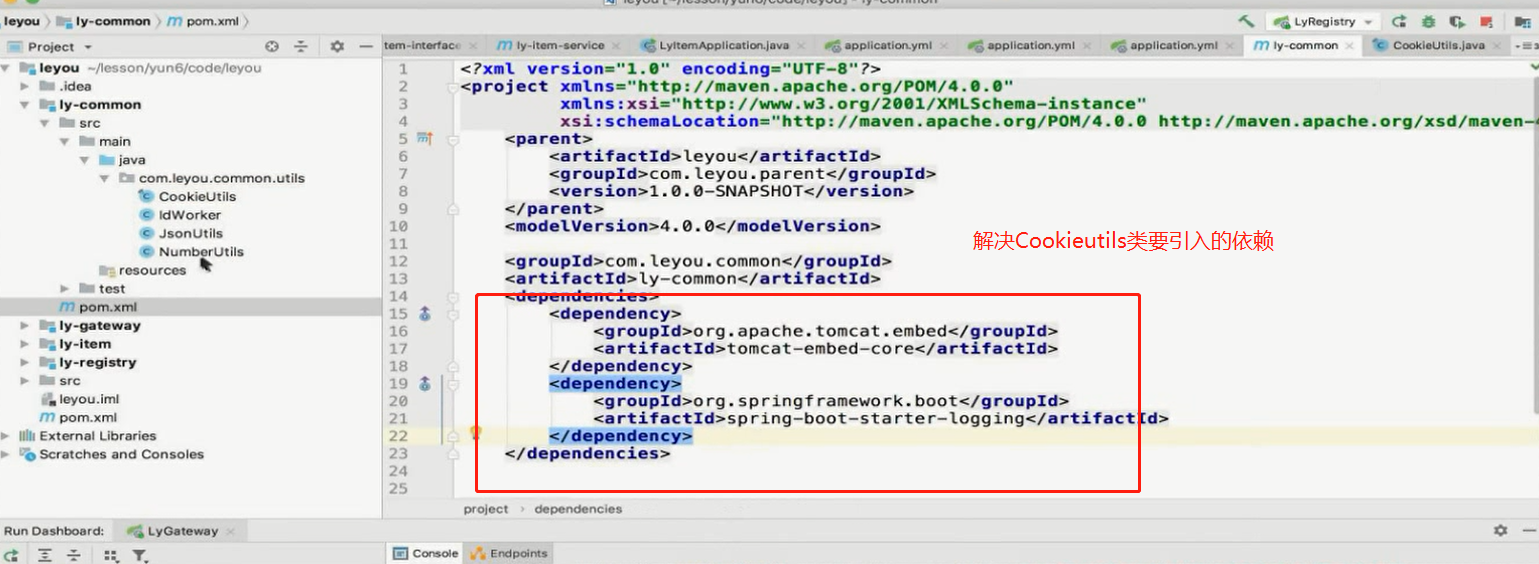 leyou [~/lesson/yun6/code/leyou] - ly-common
leyou ly-common pom.xml
LyRegistry
Project
tem-interface ly-item-service LyItemApplication.java application.yml application.yml application.yml ly-common CookieUtils.java
leyou ~/lesson/yun6/code/leyou
.idea
ly-common
src
main
java
com.leyou.common.utils
CookieUtils
IdWorker
JsonUtils
NumberUtils
resources
test
pom.xml
ly-gateway
ly-item
ly-registry
src
leyou.iml
pom.xml
External Libraries
Scratches and Consoles
1 <?xml version="1.0" encoding="UTF-8"?>
2 <project xmlns="http://maven.apache.org/POM/4.0.0"
3 xmlns:xsi="http://www.w3.org/2001/XMLSchema-instance"
4 xsi:schemaLocation="http://maven.apache.org/POM/4.0.0 http://maven.apache.org/xsd/maven-4
5 <parent>
6 <artifactId>leyou</artifactId>
7 <groupId>com.leyou.parent</groupId>
8 <version>1.0.0-SNAPSHOT</version>
9 </parent>
10 <modelVersion>4.0.0</modelVersion>
11
解决Cookieutils类要引入的依赖
12 <groupId>com.leyou.common</groupId>
13 <artifactId>ly-common</artifactId>
14 <dependencies>
15 <dependency>
16 <groupId>org.apache.tomcat.embed</groupId>
17 <artifactId>tomcat-embed-core</artifactId>
18 </dependency>
19 <dependency>
20 <groupId>org.springframework.boot</groupId>
21 <artifactId>spring-boot-starter-logging</artifactId>
22 </dependency>
23 </dependencies>
24
25
project › dependencies
Run Dashboard: LyGateway
Console Endpoints